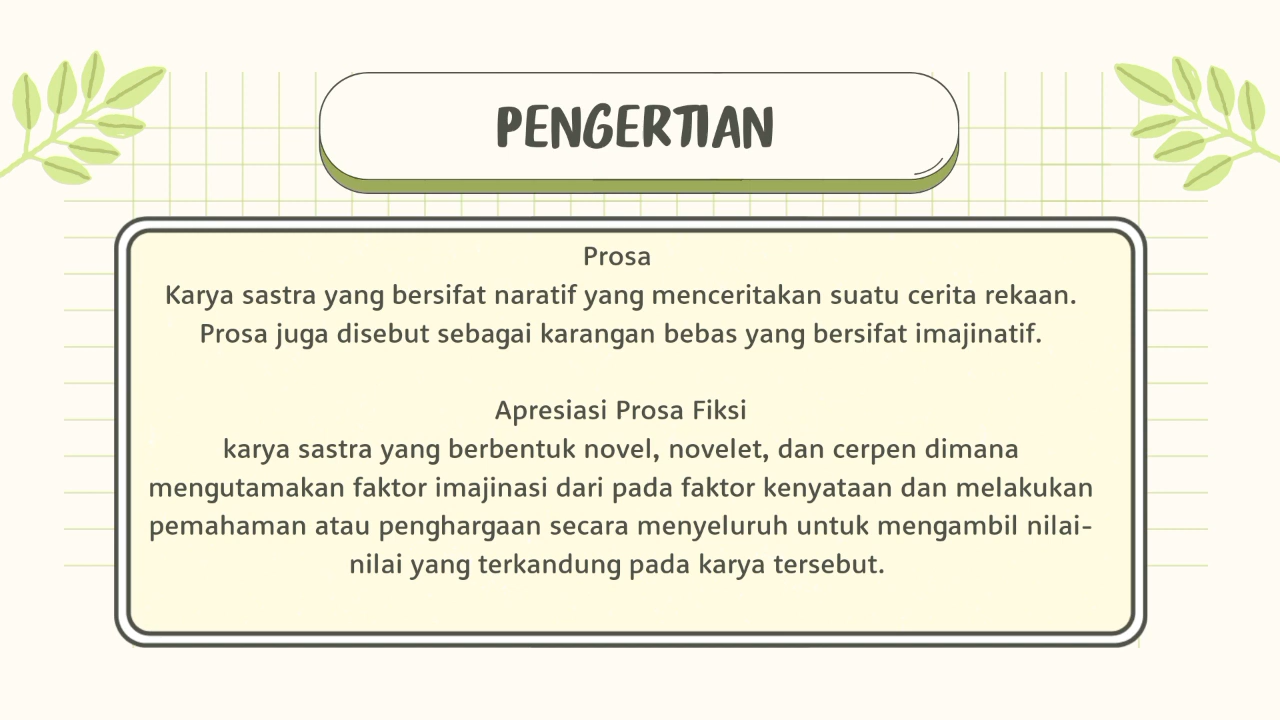 PENGERTIAN
Prosa
Karya sastra yang bersifat naratif yang menceritakan suatu cerita rekaan.
Prosa juga disebut sebagai karangan bebas yang bersifat imajinatif.
Apresiasi Prosa Fiksi
karya sastra yang berbentuk novel, novelet, dan cerpen dimana
mengutamakan faktor imajinasi dari pada faktor kenyataan dan melakukan
pemahaman atau penghargaan secara menyeluruh untuk mengambil nilai-
nilai yang terkandung pada karya tersebut.